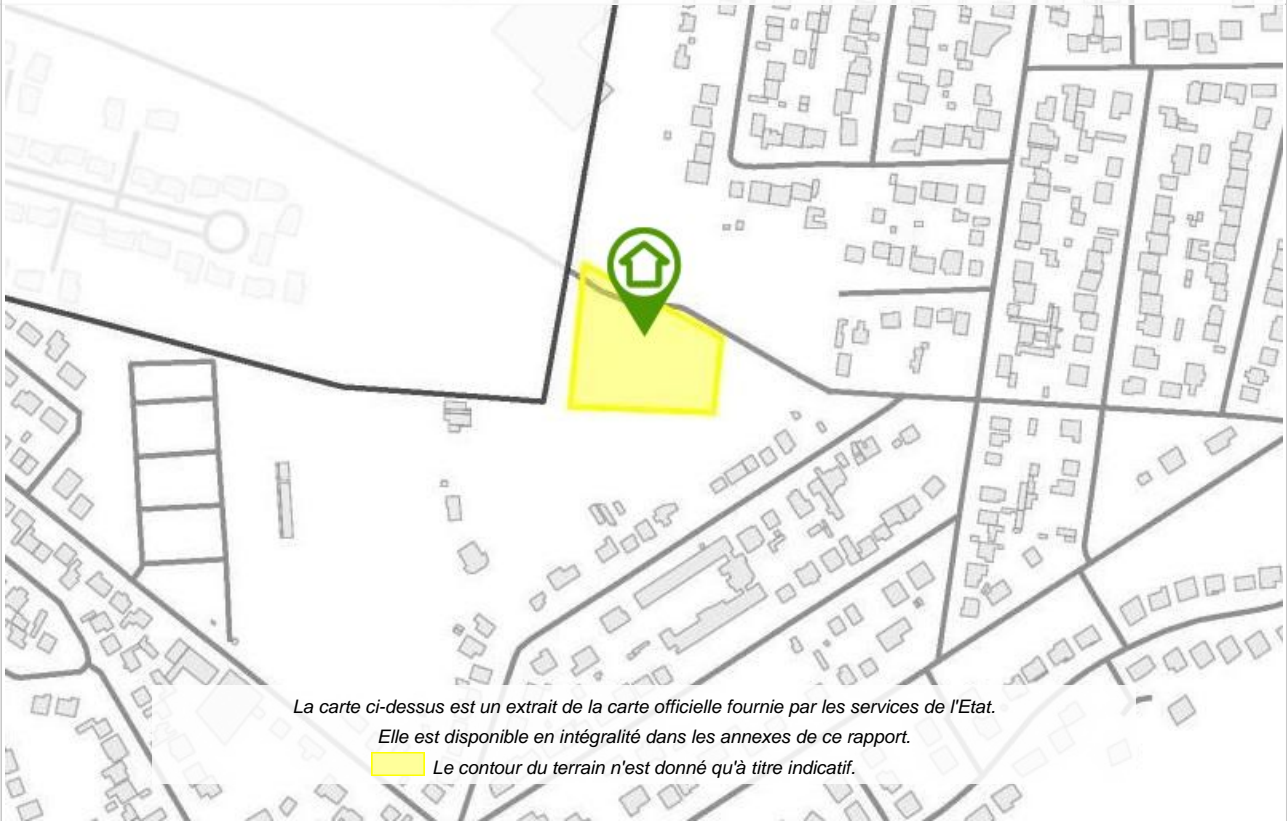 La carte ci-dessus est un extrait de la carte officielle fournie par les services de l'Etat.
Elle est disponible en intégralité dans les annexes de ce rapport.
Le contour du terrain n'est donné qu'à titre indicatif.